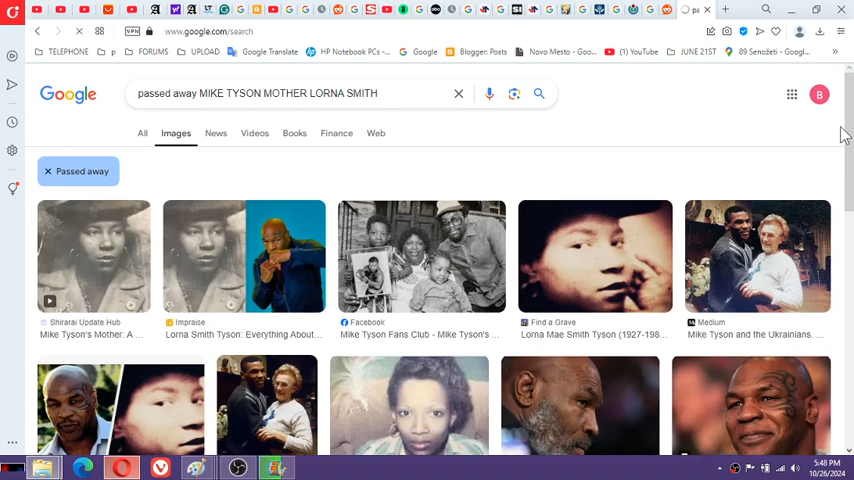 www.google.com/search
VPN
TELEPHONE p FORUMS UPLOAD Google Translate HP Notebook PCs -... Google Blogger: Posts Novo Mesto - Goo... (1) YouTube JUNE 21ST 89 Senožeti - Googl...
Google
passed away MIKE TYSON MOTHER LORNA SMITH
B
All Images News Videos Books Finance Web
Passed away
Shirarai Update Hub
Mike Tyson's Mother: A ...
Impraise
Lorna Smith Tyson: Everything About...
Facebook
Mike Tyson Fans Club - Mike Tyson's ...
Find a Grave
Lorna Mae Smith Tyson (1927-198...
Medium
Mike Tyson and the Ukrainians. ...
5:48 PM
10/26/2024